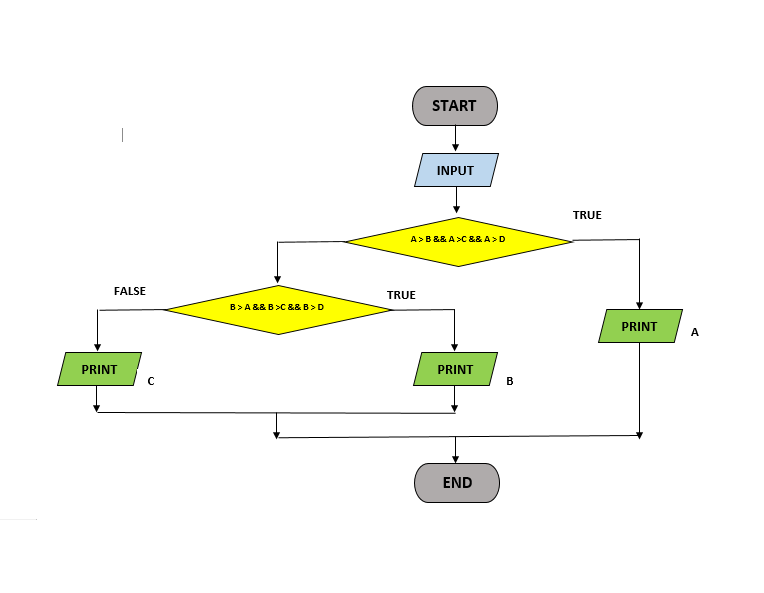 START
INPUT
TRUE
A > B && A >C && A > D
FALSE
B > A && B >C && B > D
TRUE
PRINT
A
PRINT
C
PRINT
B
END